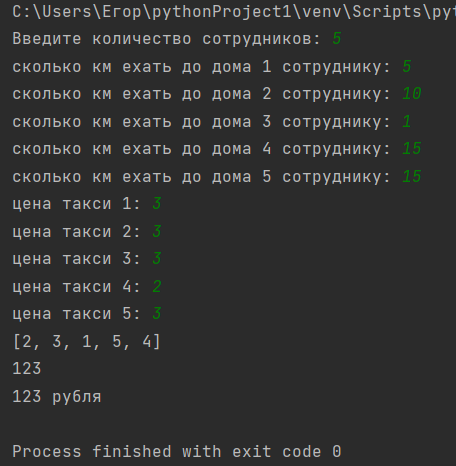 C:\Users\Егор\pythonProject1\venv\Scripts\pyt
Введите количество сотрудников: 5
сколько км ехать до дома 1 сотруднику: 5
сколько км ехать до дома 2 сотруднику: 10
сколько км ехать до дома 3 сотруднику: 1
сколько км ехать до дома 4 сотруднику: 15
сколько км ехать до дома 5 сотруднику: 15
цена такси 1: 3
цена такси 2: 3
цена такси 3: 3
цена такси 4: 2
цена такси 5: 3
[2, 3, 1, 5, 4]
123
123 рубля
Process finished with exit code 0